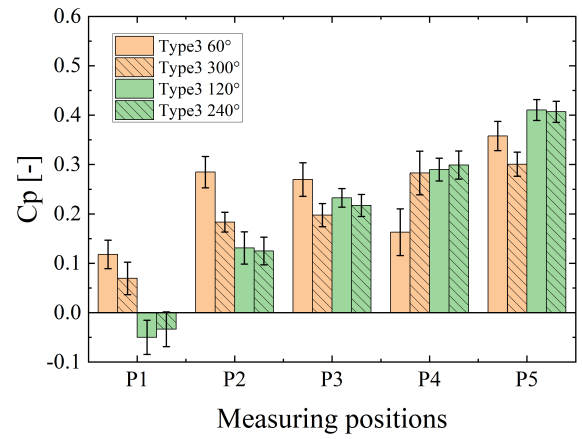 0.6
0.5
0.4
0.3
0.2
0.1
0.0
-0.1
Cp [-]
Type3 60°
Type3 300°
Type3 120°
Type3 240°
P1 P2 P3 P4 P5
Measuring positions